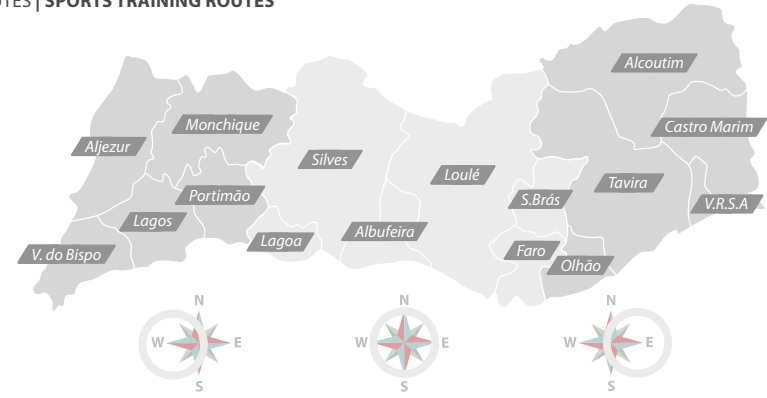 SPORTS TRAINING ROUTES
Alcoutim
Monchique
Castro Marim
Aljezur
Silves
Loulé
Tavira
Portimão
S.Brás
V.R.S.A
Lagos
Albufeira
Lagoa
V. do Bispo
Faro
Olhão
N
N
N
W
E
W
E
W
E
S
S
S